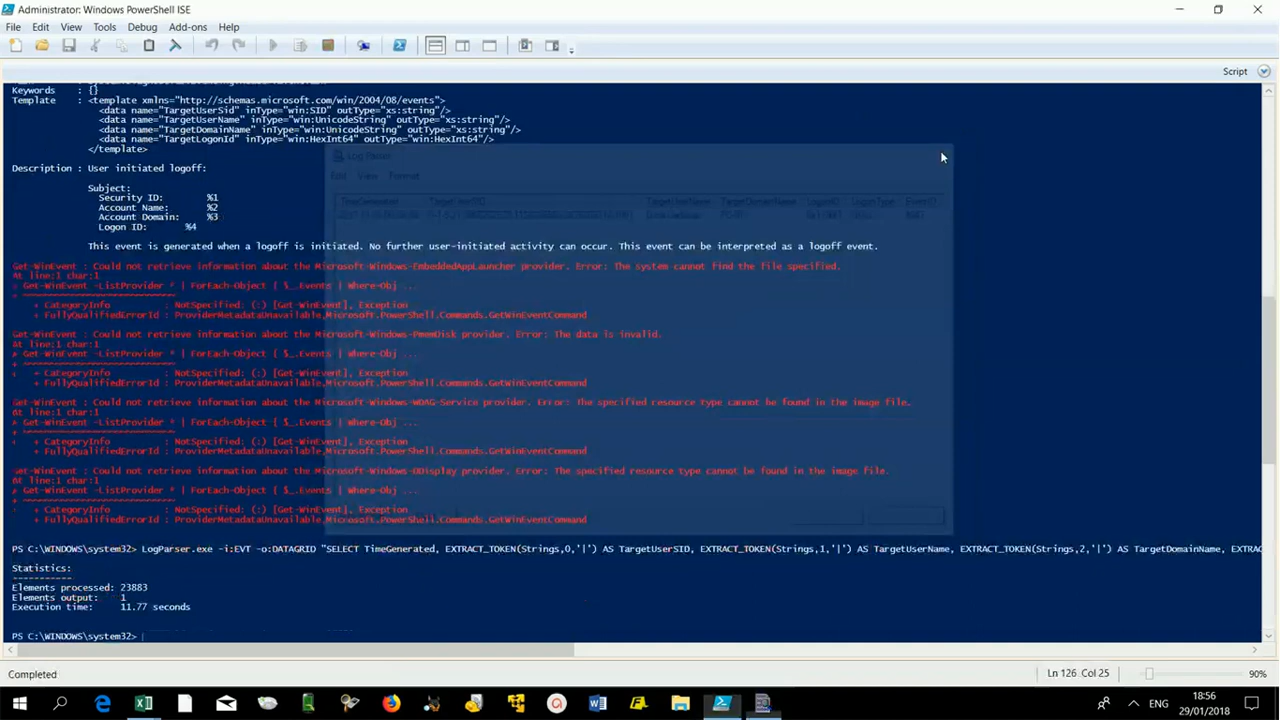 Administrator: Windows PowerShell ISE
File Edit View Tools Debug Add-ons Help
Script
Keywords : {}
Template : <template xmlns="http://schemas.microsoft.com/win/2004/08/events">
<data name="TargetUserSid" inType="win:SID" outType="xs:string"/>
<data name="TargetUserName" inType="win:UnicodeString" outType="xs:string"/>
<data name="TargetDomainName" inType="win:UnicodeString" outType="xs:string"/>
<data name="TargetLogonId" inType="win:HexInt64" outType="win:HexInt64"/>
</template>
Description : User initiated logoff:
Subject:
Security ID: %1
Account Name: %2
Account Domain: %3
Logon ID: %4
This event is generated when a logoff is initiated. No further user-initiated activity can occur. This event can be interpreted as a logoff event.
Log Parser
Edit View Format
TimeGenerated TargetUserSID TargetUserName TargetDomainName LogonID Logon Type EventID
Get-WinEvent : Could not retrieve information about the Microsoft-Windows-EmbeddedAppLauncher provider. Error: The system cannot find the file specified.
At line:1 char:1
+ Get-WinEvent -ListProvider * | ForEach-Object { $_.Events | Where-Obj ...
+ ~~~~~~~~~~~~~~~~~~~~~~~~~~~~
+ CategoryInfo : NotSpecified: (:) [Get-WinEvent], Exception
+ FullyQualifiedErrorId : ProviderMetadataUnavailable,Microsoft.PowerShell.Commands.GetWinEventCommand
Get-WinEvent : Could not retrieve information about the Microsoft-Windows-PmemDisk provider. Error: The data is invalid.
At line:1 char:1
+ Get-WinEvent -ListProvider * | ForEach-Object { $_.Events | Where-Obj ...
+ ~~~~~~~~~~~~~~~~~~~~~~~~~~~~
+ CategoryInfo : NotSpecified: (:) [Get-WinEvent], Exception
+ FullyQualifiedErrorId : ProviderMetadataUnavailable,Microsoft.PowerShell.Commands.GetWinEventCommand
Get-WinEvent : Could not retrieve information about the Microsoft-Windows-WDAG-Service provider. Error: The specified resource type cannot be found in the image file.
At line:1 char:1
+ Get-WinEvent -ListProvider * | ForEach-Object { $_.Events | Where-Obj ...
+ ~~~~~~~~~~~~~~~~~~~~~~~~~~~~
+ CategoryInfo : NotSpecified: (:) [Get-WinEvent], Exception
+ FullyQualifiedErrorId : ProviderMetadataUnavailable,Microsoft.PowerShell.Commands.GetWinEventCommand
Get-WinEvent : Could not retrieve information about the Microsoft-Windows-DDisplay provider. Error: The specified resource type cannot be found in the image file.
At line:1 char:1
+ Get-WinEvent -ListProvider * | ForEach-Object { $_.Events | Where-Obj ...
+ ~~~~~~~~~~~~~~~~~~~~~~~~~~~~
+ CategoryInfo : NotSpecified: (:) [Get-WinEvent], Exception
+ FullyQualifiedErrorId : ProviderMetadataUnavailable,Microsoft.PowerShell.Commands.GetWinEventCommand
PS C:\WINDOWS\system32> LogParser.exe -i:EVT -o:DATAGRID "SELECT TimeGenerated, EXTRACT_TOKEN(Strings,0,'|') AS TargetUserSID, EXTRACT_TOKEN(Strings,1,'|') AS TargetUserName, EXTRACT_TOKEN(Strings,2,'|') AS TargetDomainName, EXTRAC
Statistics:
-----------
Elements processed: 23883
Elements output: 1
Execution time: 11.77 seconds
PS C:\WINDOWS\system32>
Completed
Ln 126 Col 25
90%
ENG
18:56
29/01/2018